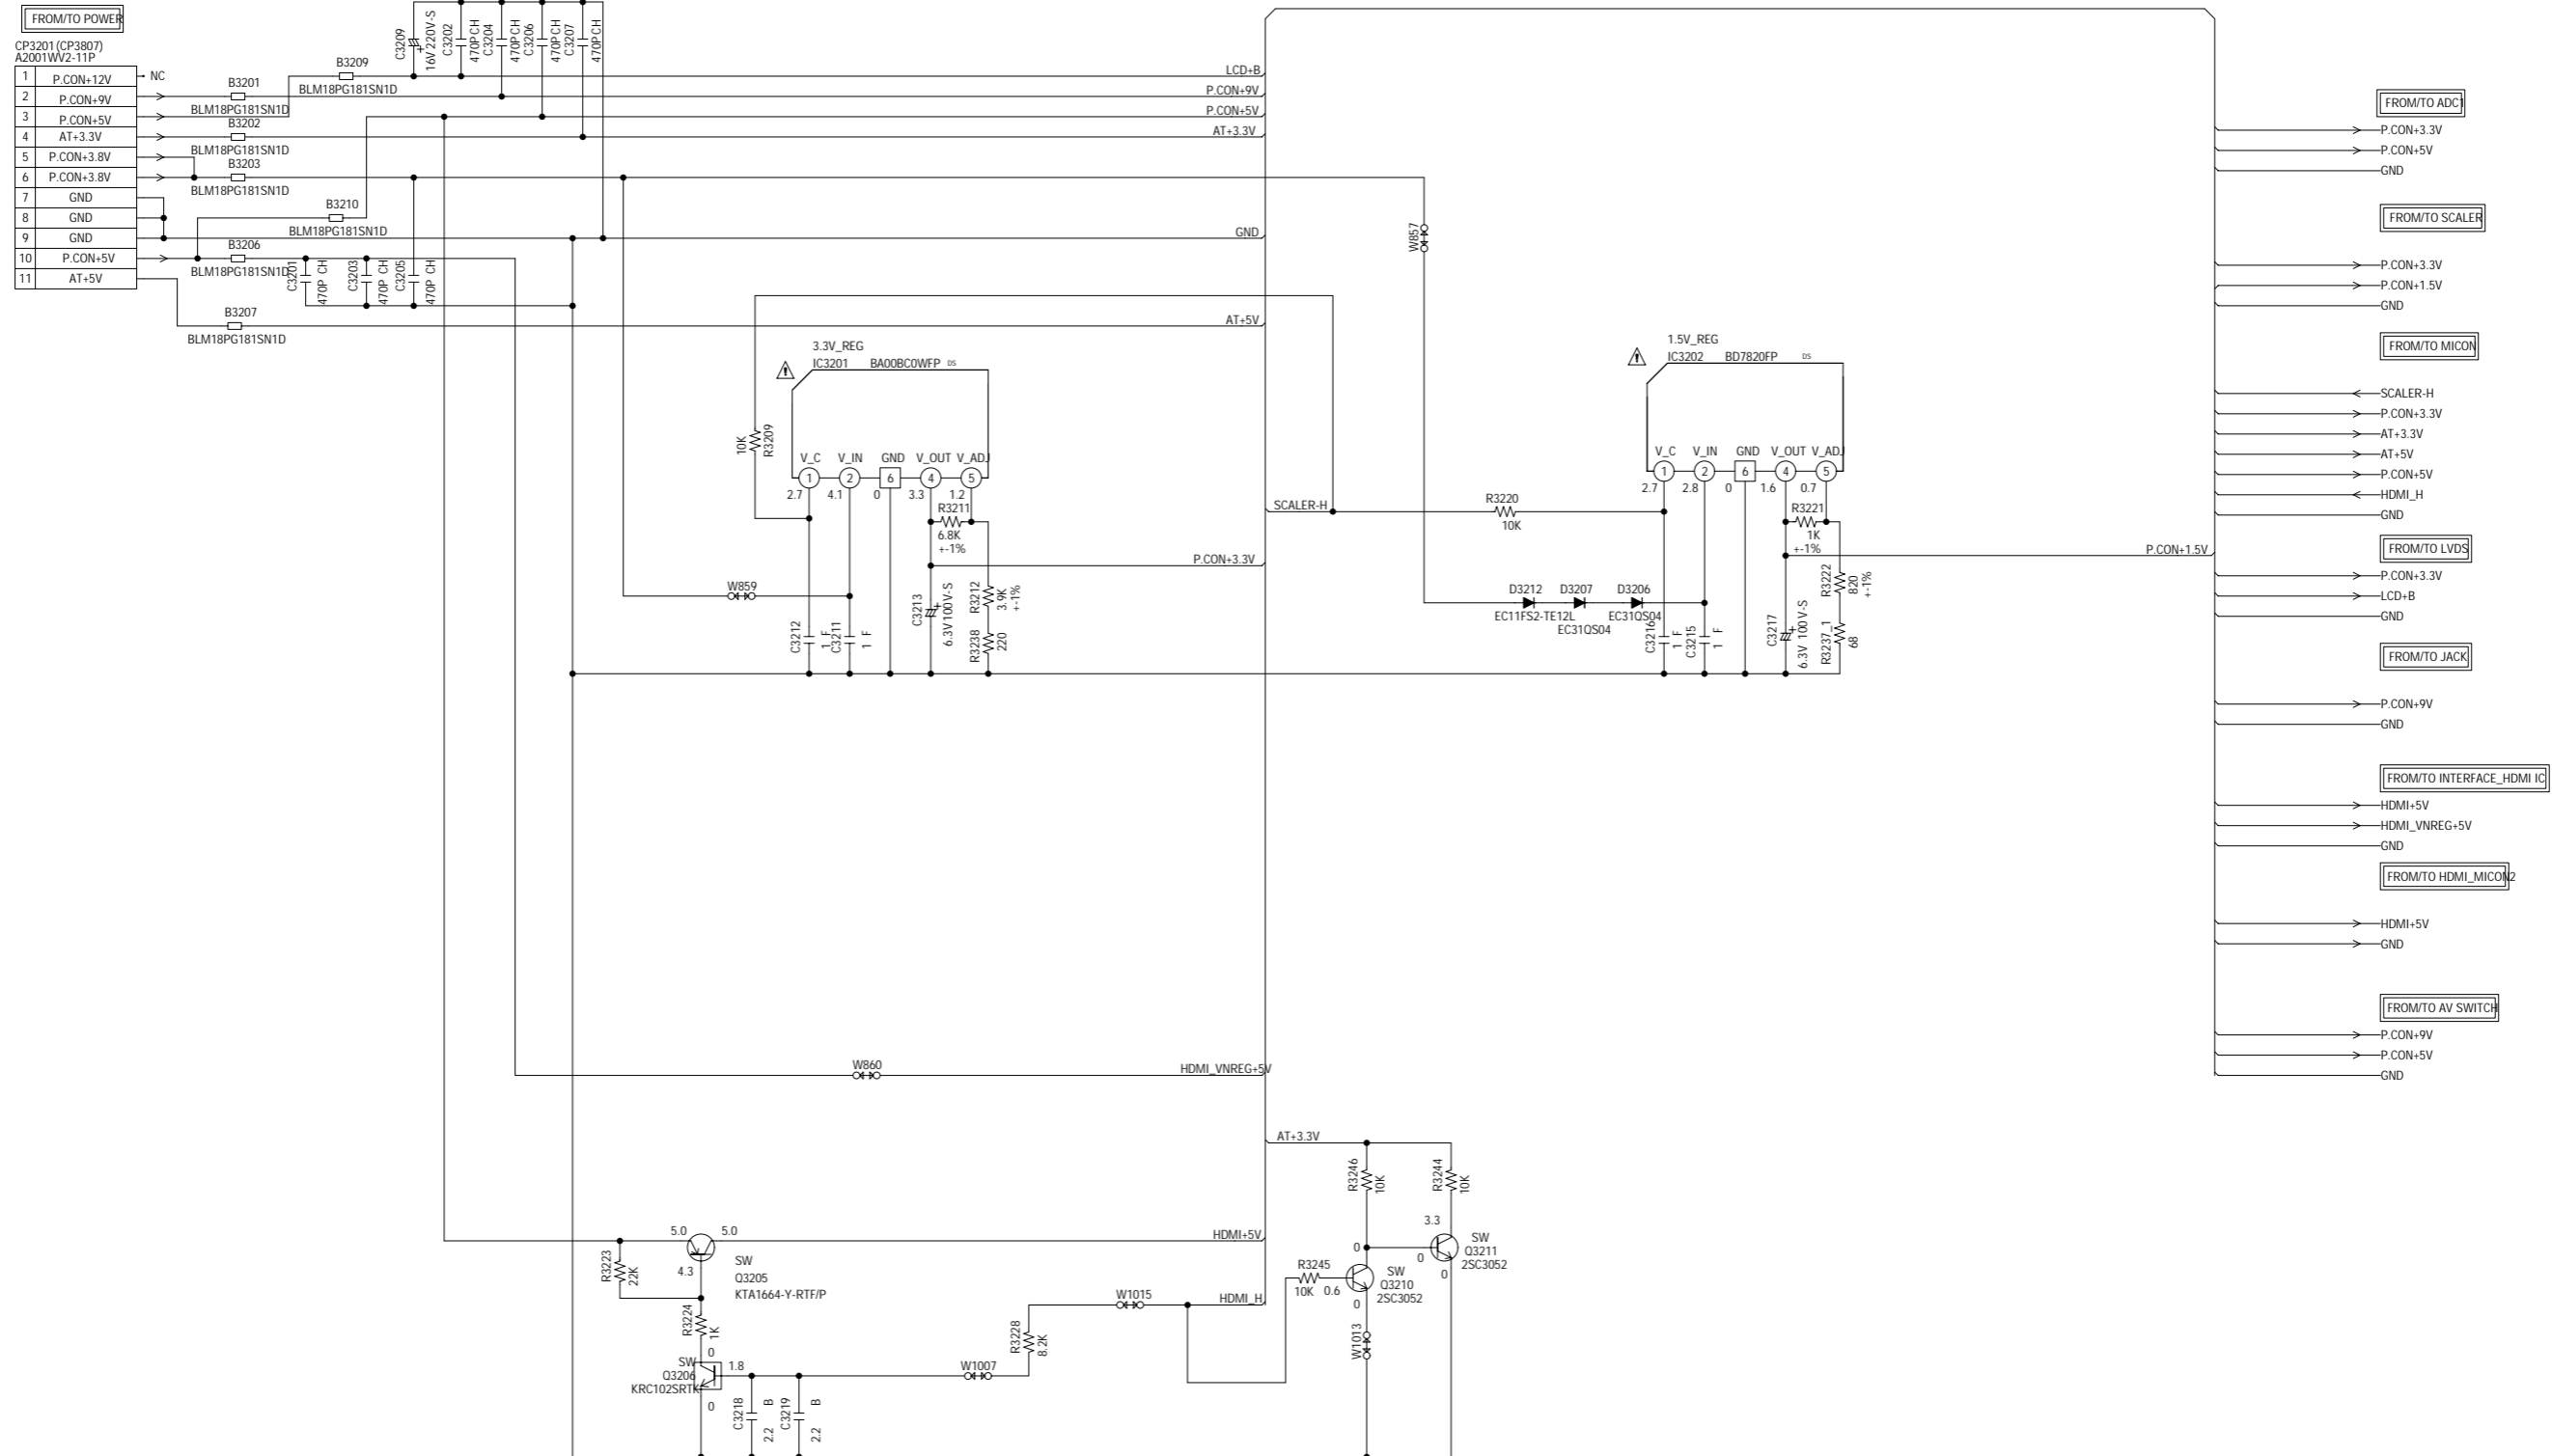 FROM/TO POWER
CP3201(CP3807)
A2001WV2-11P
1 P.CON+12V NC
2 P.CON+9V
3 P.CON+5V
4 AT+3.3V
5 P.CON+3.8V
6 P.CON+3.8V
7 GND
8 GND
9 GND
10 P.CON+5V
11 AT+5V
B3209
BLM18PG181SN1D
B3201
BLM18PG181SN1D
B3202
BLM18PG181SN1D
B3203
BLM18PG181SN1D
B3210
BLM18PG181SN1D
B3206
BLM18PG181SN1D
B3207
BLM18PG181SN1D
C3209
16V 220V-S
C3202
470P CH
C3204
470P CH
C3206
470P CH
C3207
470P CH
C3201
470P CH
C3203
470P CH
C3205
470P CH
LCD+B
P.CON+9V
P.CON+5V
AT+3.3V
GND
AT+5V
3.3V_REG
IC3201 BA00BC0WFP DS
10K
R3209
V_C V_IN GND V_OUT V_ADJ
1 2 6 4 5
2.7 4.1 0 3.3 1.2
R3211
6.8K
+-1%
R3212
3.9K
+-1%
R3238
220
C3213
6.3V100V-S
C3212
1 F
C3211
1 F
W859
SCALER-H
P.CON+3.3V
W857
1.5V_REG
IC3202 BD7820FP DS
V_C V_IN GND V_OUT V_ADJ
1 2 6 4 5
2.7 2.8 0 1.6 0.7
R3220
10K
R3221
1K
+-1%
R3222
820
+-1%
R3237_1
68
C3217
6.3V 100V-S
C3216
1 F
C3215
1 F
D3212
EC11FS2-TE12L
D3207
EC31QS04
D3206
EC31QS04
P.CON+1.5V
W860
HDMI_VNREG+5V
AT+3.3V
R3246
10K
R3244
10K
3.3
SW
Q3211
2SC3052
0
0
0
R3245
10K
0.6
SW
Q3210
2SC3052
0
W1013
5.0
5.0
HDMI+5V
SW
Q3205
KTA1664-Y-RTF/P
4.3
R3223
22K
R3224
1K
0
SW
Q3206
KRC102SRTK
1.8
0
C3218
2.2 B
C3219
2.2 B
W1007
R3228
8.2K
W1015
HDMI_H
FROM/TO ADC1
P.CON+3.3V
P.CON+5V
GND
FROM/TO SCALER
P.CON+3.3V
P.CON+1.5V
GND
FROM/TO MICON
SCALER-H
P.CON+3.3V
AT+3.3V
AT+5V
P.CON+5V
HDMI_H
GND
FROM/TO LVDS
P.CON+3.3V
LCD+B
GND
FROM/TO JACK
P.CON+9V
GND
FROM/TO INTERFACE_HDMI IC
HDMI+5V
HDMI_VNREG+5V
GND
FROM/TO HDMI_MICON2
HDMI+5V
GND
FROM/TO AV SWITCH
P.CON+9V
P.CON+5V
GND